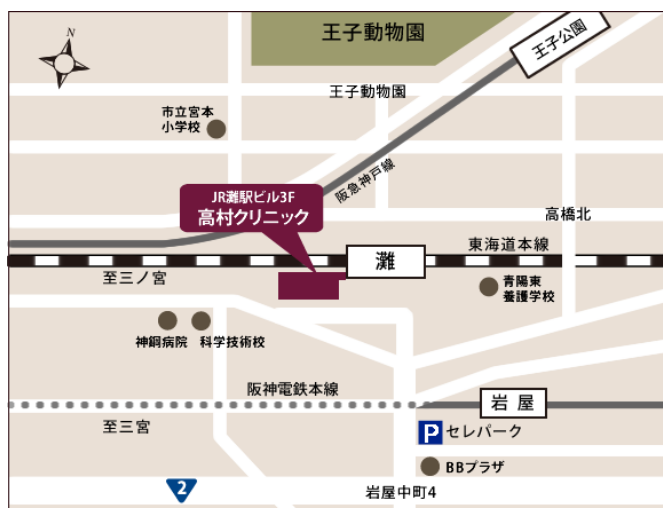 N
王子動物園
王子公園
王子動物園
市立宮本
小学校
阪急神戸線
JR灘駅ビル3F
高村クリニック
高橋北
灘
東海道本線
至三ノ宮
青陽東
養護学校
神鋼病院
科学技術校
阪神電鉄本線
岩屋
至三宮
P セレパーク
BBプラザ
2
岩屋中町4